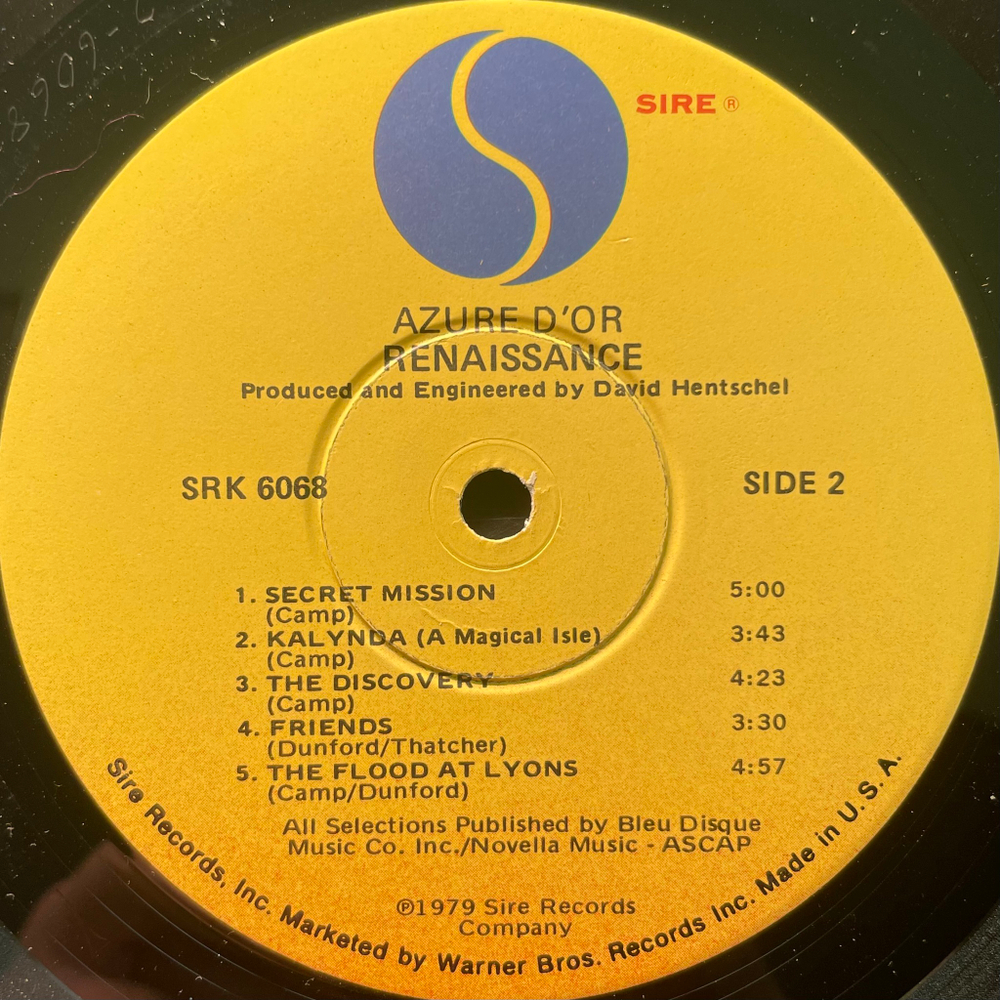 SIRE ®
AZURE D'OR
RENAISSANCE
Produced and Engineered by David Hentschel
SRK 6068
SIDE 2
1. SECRET MISSION 5:00
(Camp)
2. KALYNDA (A Magical Isle) 3:43
(Camp)
3. THE DISCOVERY 4:23
(Camp)
4. FRIENDS 3:30
(Dunford/Thatcher)
5. THE FLOOD AT LYONS 4:57
(Camp/Dunford)
All Selections Published by Bleu Disque
Music Co. Inc./Novella Music - ASCAP
℗1979 Sire Records
Company
Sire Records, Inc. Marketed by Warner Bros. Records Inc. Made in U.S.A.